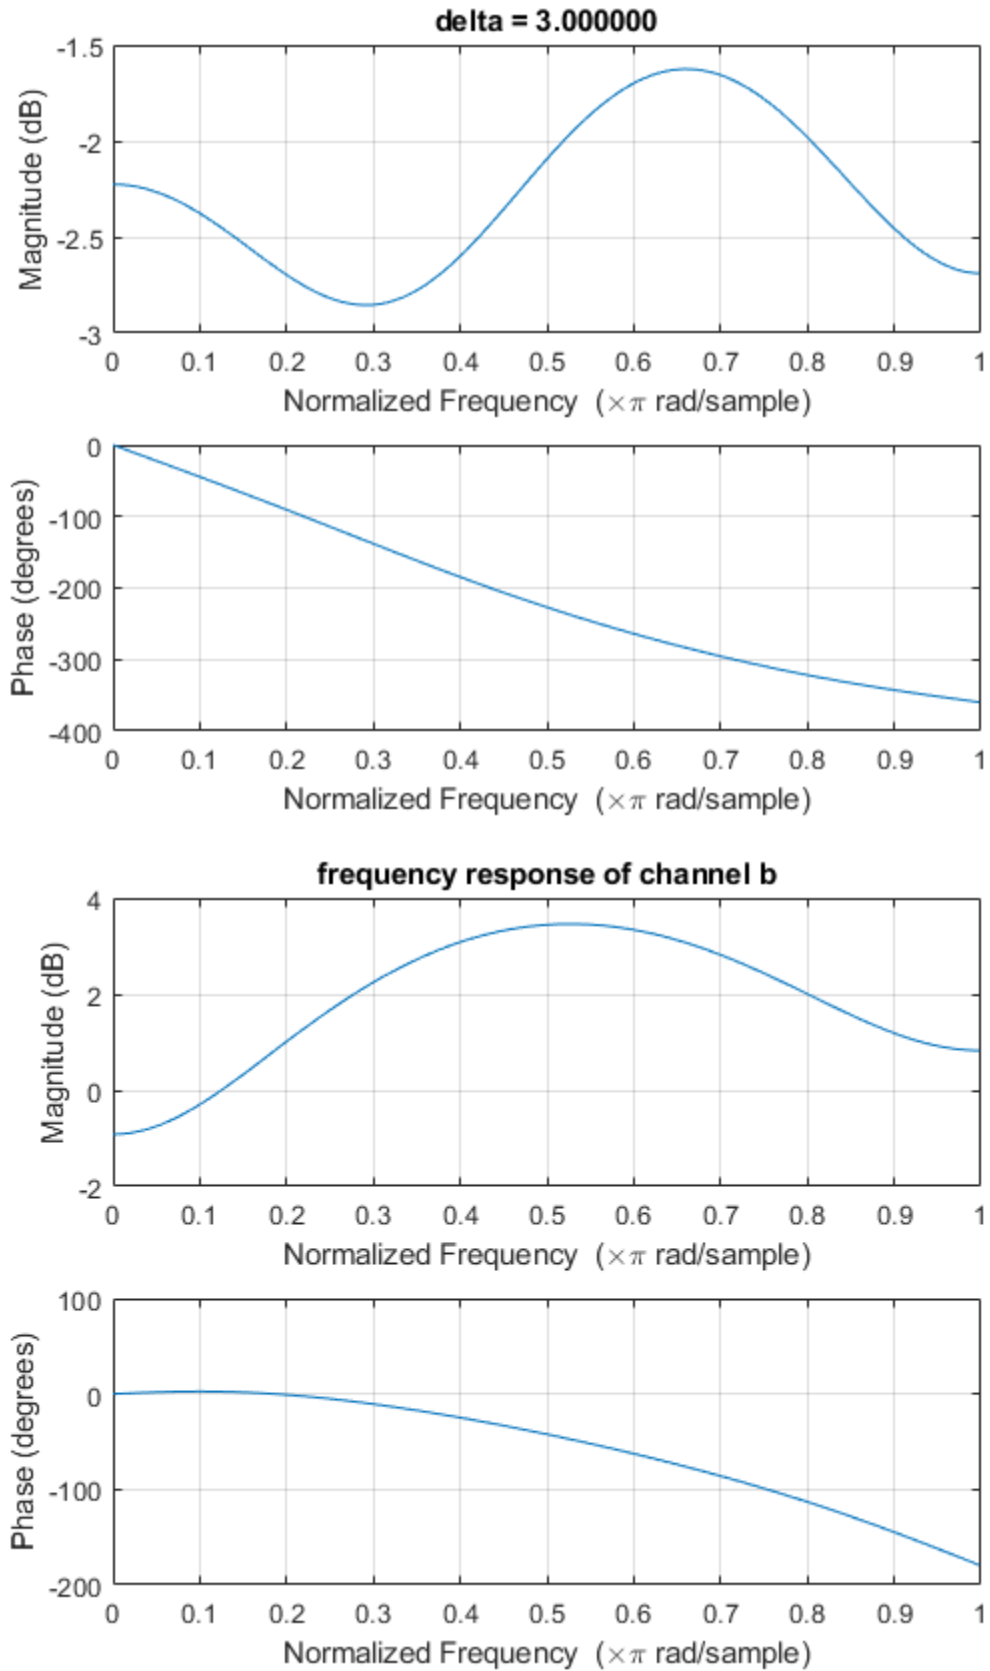 delta = 3.000000
Magnitude (dB)
-1.5
-2
-2.5
-3
0 0.1 0.2 0.3 0.4 0.5 0.6 0.7 0.8 0.9 1
Normalized Frequency (×π rad/sample)
Phase (degrees)
0
-100
-200
-300
-400
0 0.1 0.2 0.3 0.4 0.5 0.6 0.7 0.8 0.9 1
Normalized Frequency (×π rad/sample)
frequency response of channel b
Magnitude (dB)
4
2
0
-2
0 0.1 0.2 0.3 0.4 0.5 0.6 0.7 0.8 0.9 1
Normalized Frequency (×π rad/sample)
Phase (degrees)
100
0
-100
-200
0 0.1 0.2 0.3 0.4 0.5 0.6 0.7 0.8 0.9 1
Normalized Frequency (×π rad/sample)